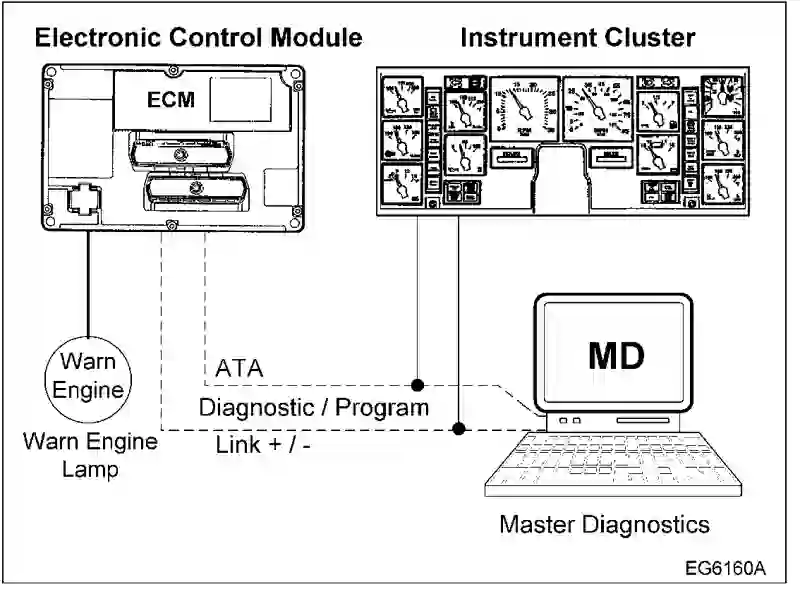 Electronic Control Module
Instrument Cluster
ECM
MD
Warn
Engine
Warn Engine
Lamp
ATA
Diagnostic / Program
Link + / -
Master Diagnostics
EG6160A